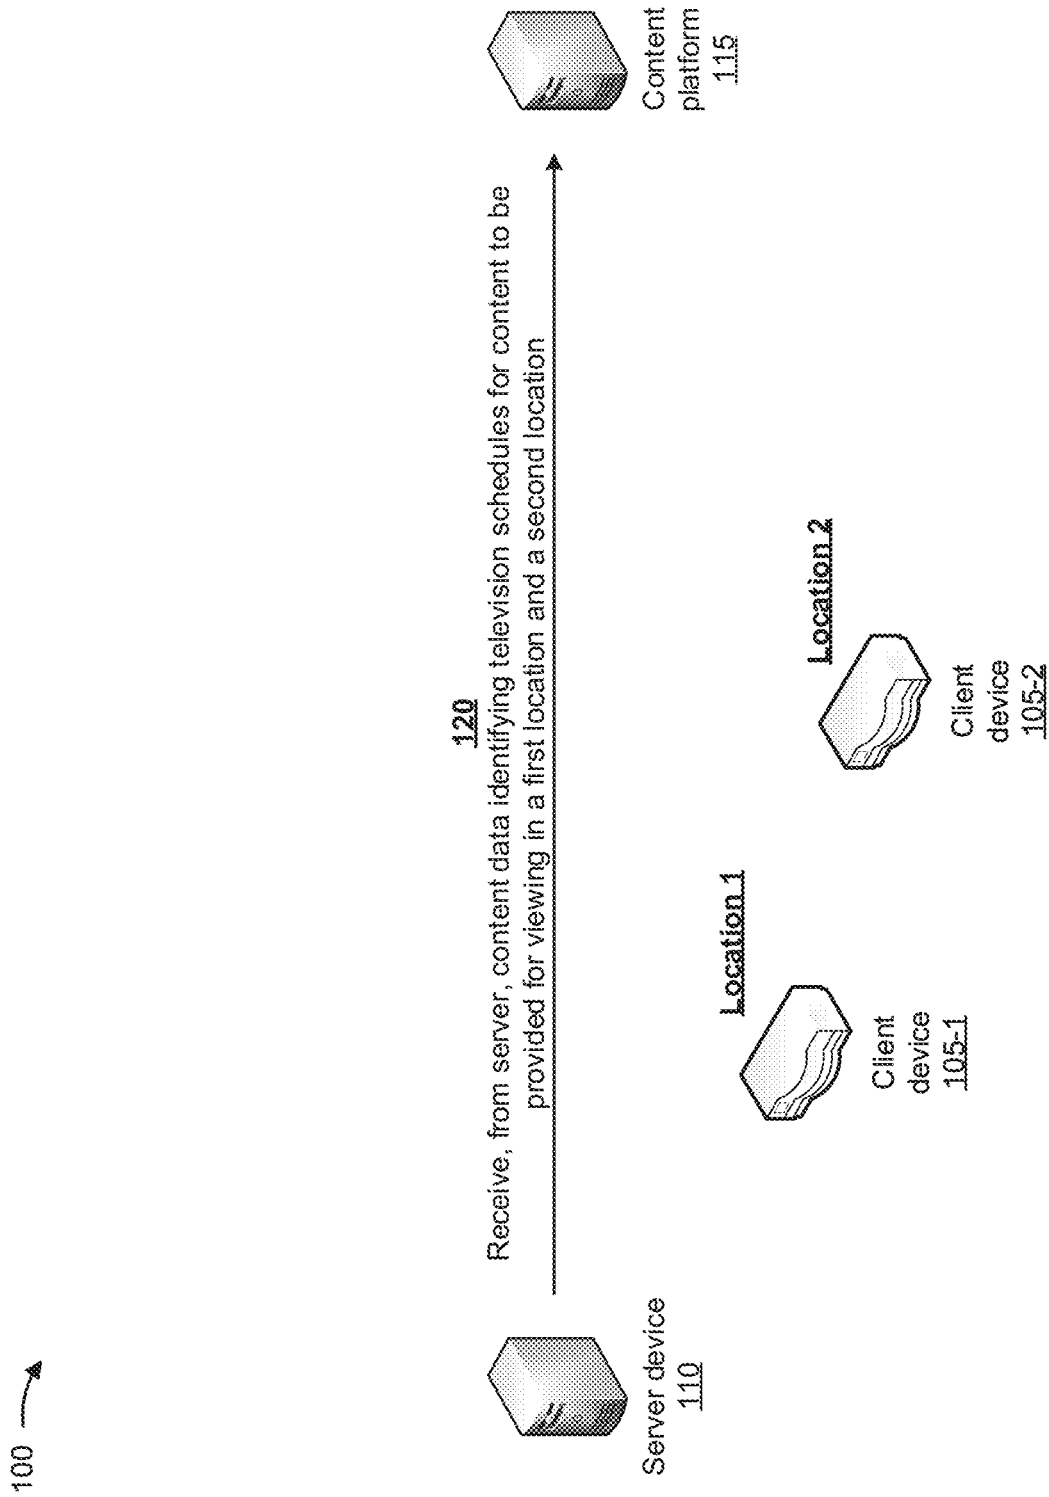 100
120
Receive, from server, content data identifying television schedules for content to be
provided for viewing in a first location and a second location
Server device
110
Content
platform
115
Location 1
Client
device
105-1
Location 2
Client
device
105-2